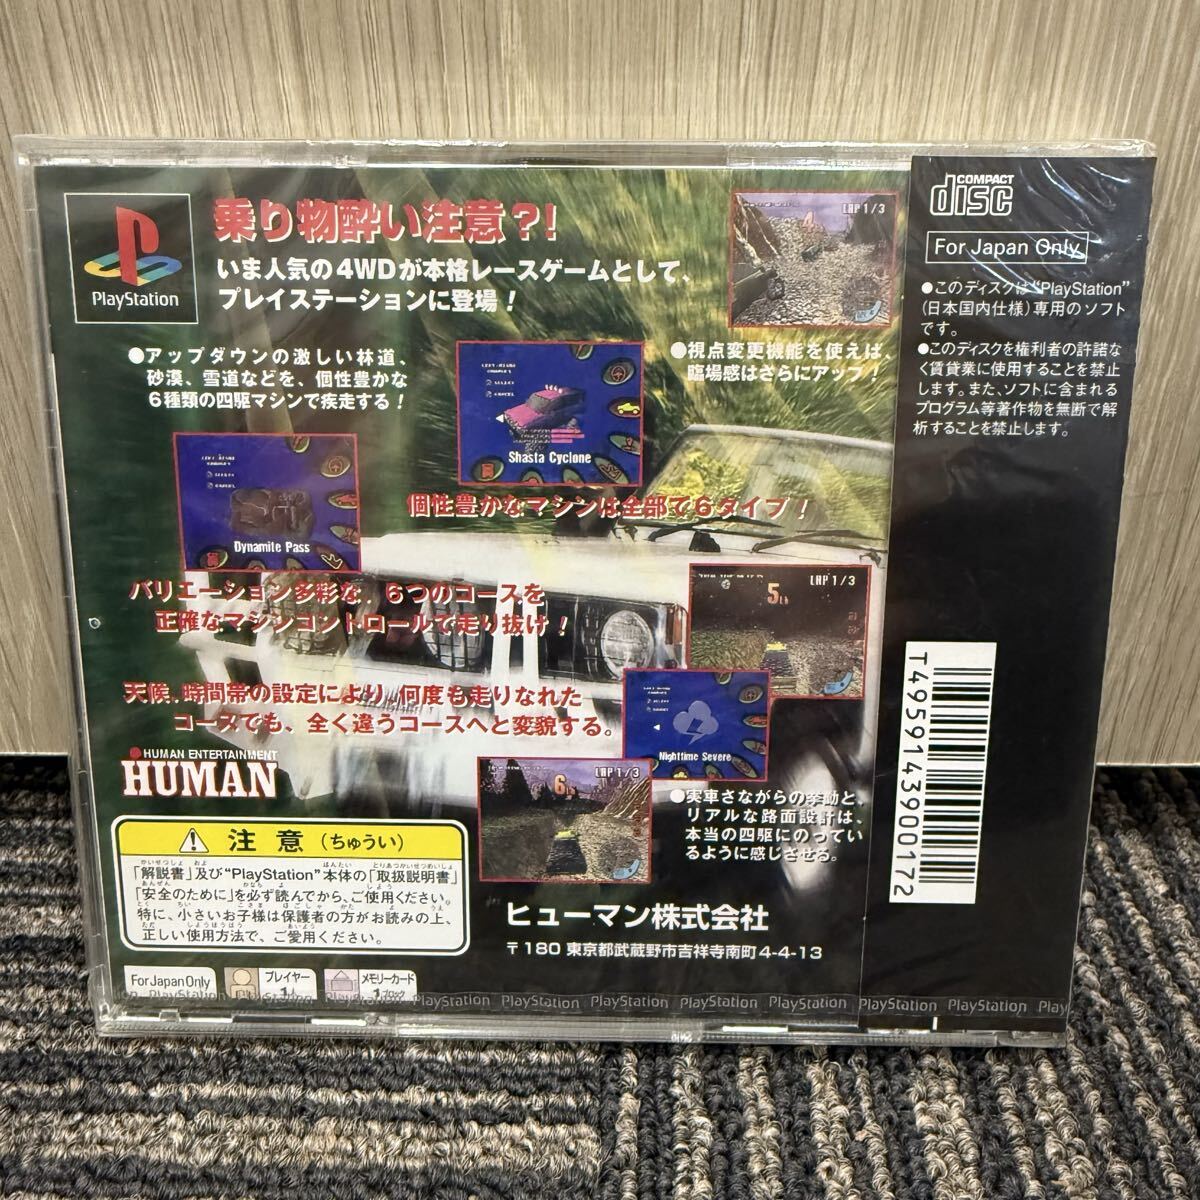 PlayStation
乗り物酔い注意?!
いま人気の4WDが本格レースゲームとして、
プレイステーションに登場!
LAP 1/3
●アップダウンの激しい林道、
砂漠、雪道などを、個性豊かな
6種類の四駆マシンで疾走する!
●視点変更機能を使えば、
臨場感はさらにアップ!
Shasta Cyclone
個性豊かなマシンは全部で6タイプ!
Dynamite Pass
バリエーション多彩な、6つのコースを
正確なマシンコントロールで走り抜け!
5th
LAP 1/3
天候、時間帯の設定により、何度も走りなれた
コースでも、全く違うコースへと変貌する。
Nighttime Severe
HUMAN ENTERTAINMENT
HUMAN
6th
LAP 1/3
●実車さながらの挙動と、
リアルな路面設計は、
本当の四駆にのってい
るように感じさせる。
注意(ちゅうい)
「解説書」及び“PlayStation”本体の「取扱説明書」
「安全のために」を必ず読んでから、ご使用ください。
特に、小さいお子様は保護者の方がお読みの上、
正しい使用方法で、ご愛用ください。
ヒューマン株式会社
〒180 東京都武蔵野市吉祥寺南町4-4-13
For Japan Only
プレイヤー
1人
メモリーカード
1ブロック
PlayStation PlayStation PlayStation PlayStation PlayStation PlayStation PlayStation PlayStation
COMPACT
disc
For Japan Only
●このディスクは“PlayStation”
(日本国内仕様)専用のソフト
です。
●このディスクを権利者の許諾な
く賃貸業に使用することを禁止
します。また、ソフトに含まれる
プログラム等著作物を無断で解
析することを禁止します。
T4959143900172